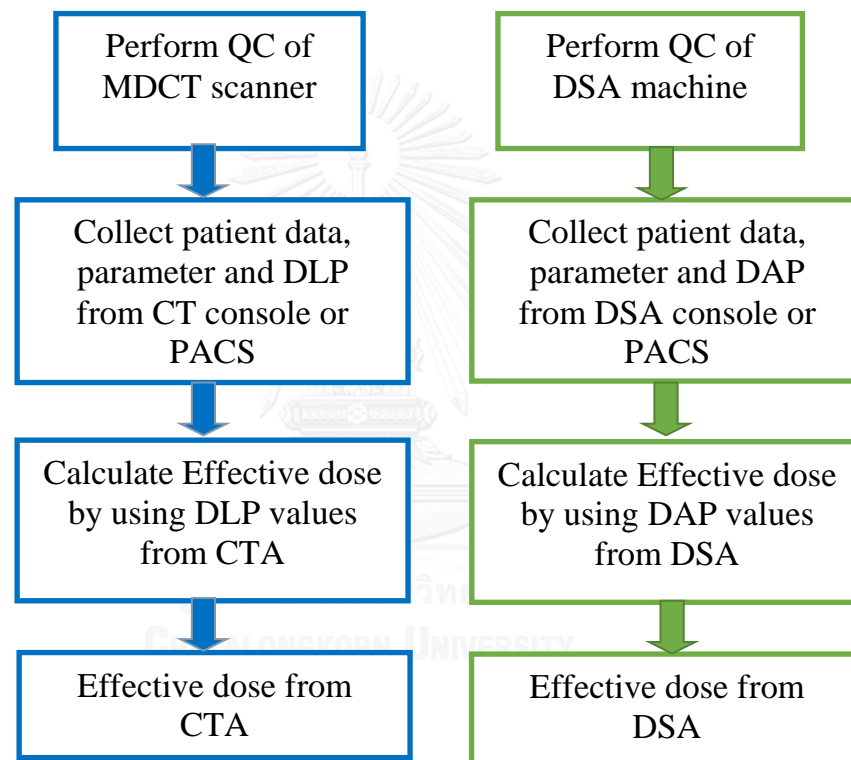 Perform QC of
MDCT scanner
Collect patient data,
parameter and DLP
from CT console or
PACS
Calculate Effective dose
by using DLP values
from CTA
Effective dose from
CTA
Perform QC of
DSA machine
Collect patient data,
parameter and DAP
from DSA console or
PACS
Calculate Effective dose
by using DAP values
from DSA
Effective dose from
DSA
UNIVERSITY